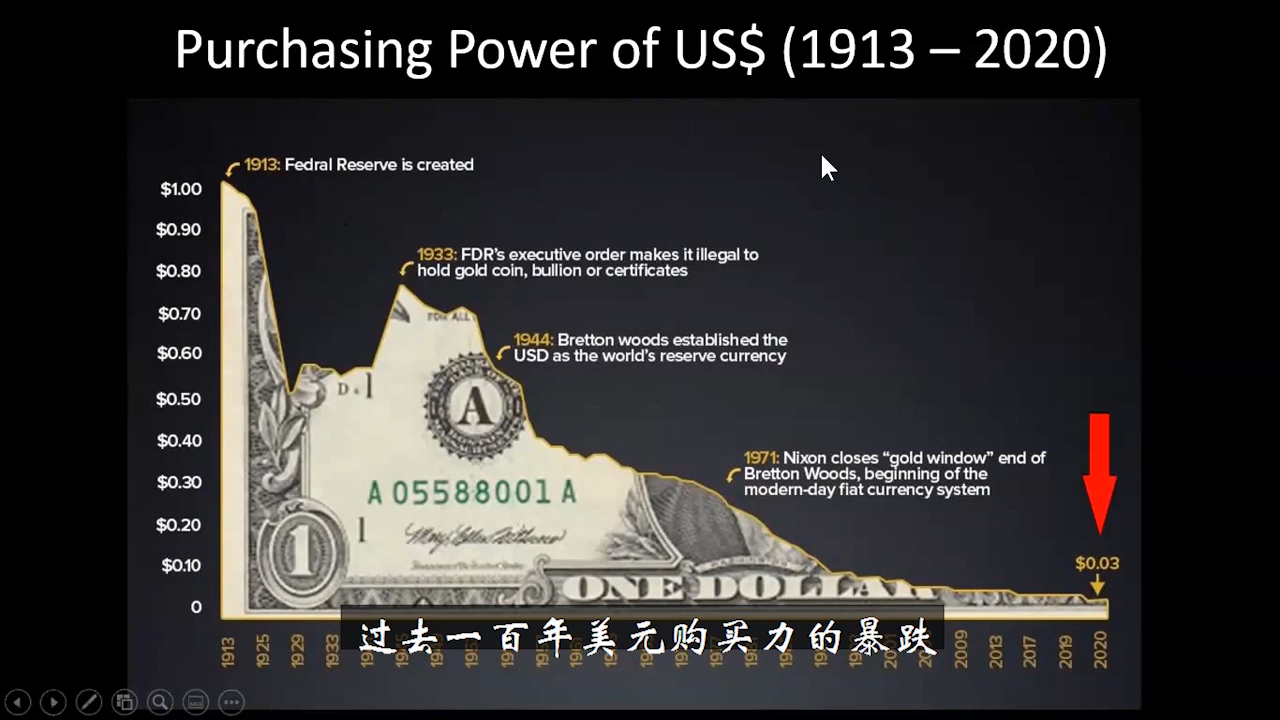 Purchasing Power of US$ (1913 – 2020)
1913: Fedral Reserve is created
$1.00
$0.90
$0.80
$0.70
$0.60
$0.50
$0.40
$0.30
$0.20
$0.10
0
1933: FDR's executive order makes it illegal to
hold gold coin, bullion or certificates
1944: Bretton woods established the
USD as the world's reserve currency
1971: Nixon closes “gold window” end of
Bretton Woods, beginning of the
modern-day fiat currency system
$0.03
FOR ALL
D 1
A
A 05588001 A
1
1
ONE DOLLAR
1913
1925
1929
1933
2009
2013
2017
2019
2020
过去一百年美元购买力的暴跌